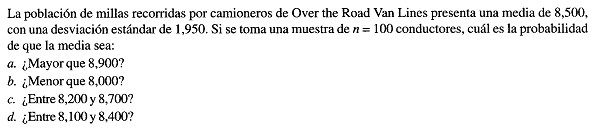 La población de millas recorridas por camioneros de Over the Road Van Lines presenta una media de 8,500,
con una desviación estándar de 1,950. Si se toma una muestra de n = 100 conductores, cuál es la probabilidad
de que la media sea:
a. ¿Mayor que 8,900?
b. ¿Menor que 8,000?
c. ¿Entre 8,200 y 8,700?
d. ¿Entre 8,100 y 8,400?